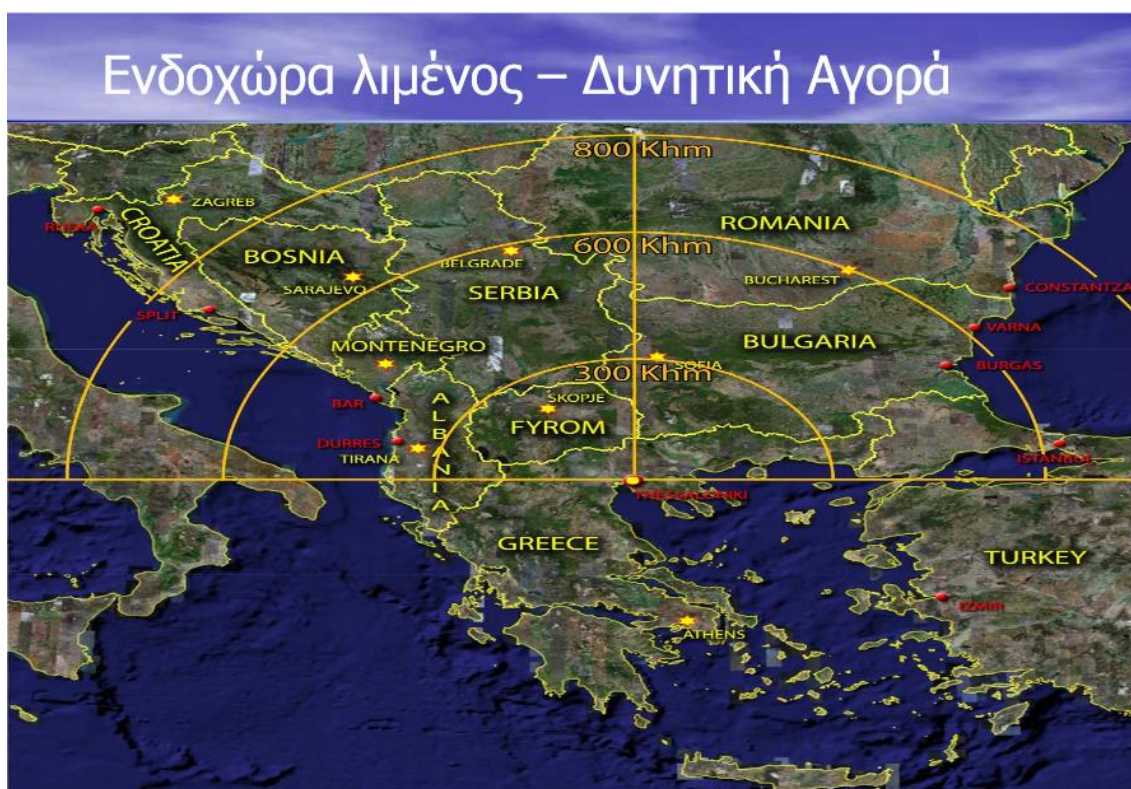 Ενδοχώρα λιμένος – Δυνητική Αγορά
800 Khm
ZAGREB
RIJEKA
CROATIA
ROMANIA
600 Khm
BOSNIA
BELGRADE
SARAJEVO
SERBIA
BUCHAREST
CONSTANTZA
SPLIT
VARNA
MONTENEGRO
BULGARIA
SOFIA
BURGAS
300 Khm
SKOPJE
BAR
ALBANIA
FYROM
DURRES
TIRANA
ISTANBUL
THESSALONIKI
GREECE
TURKEY
IZMIR
ATHENS